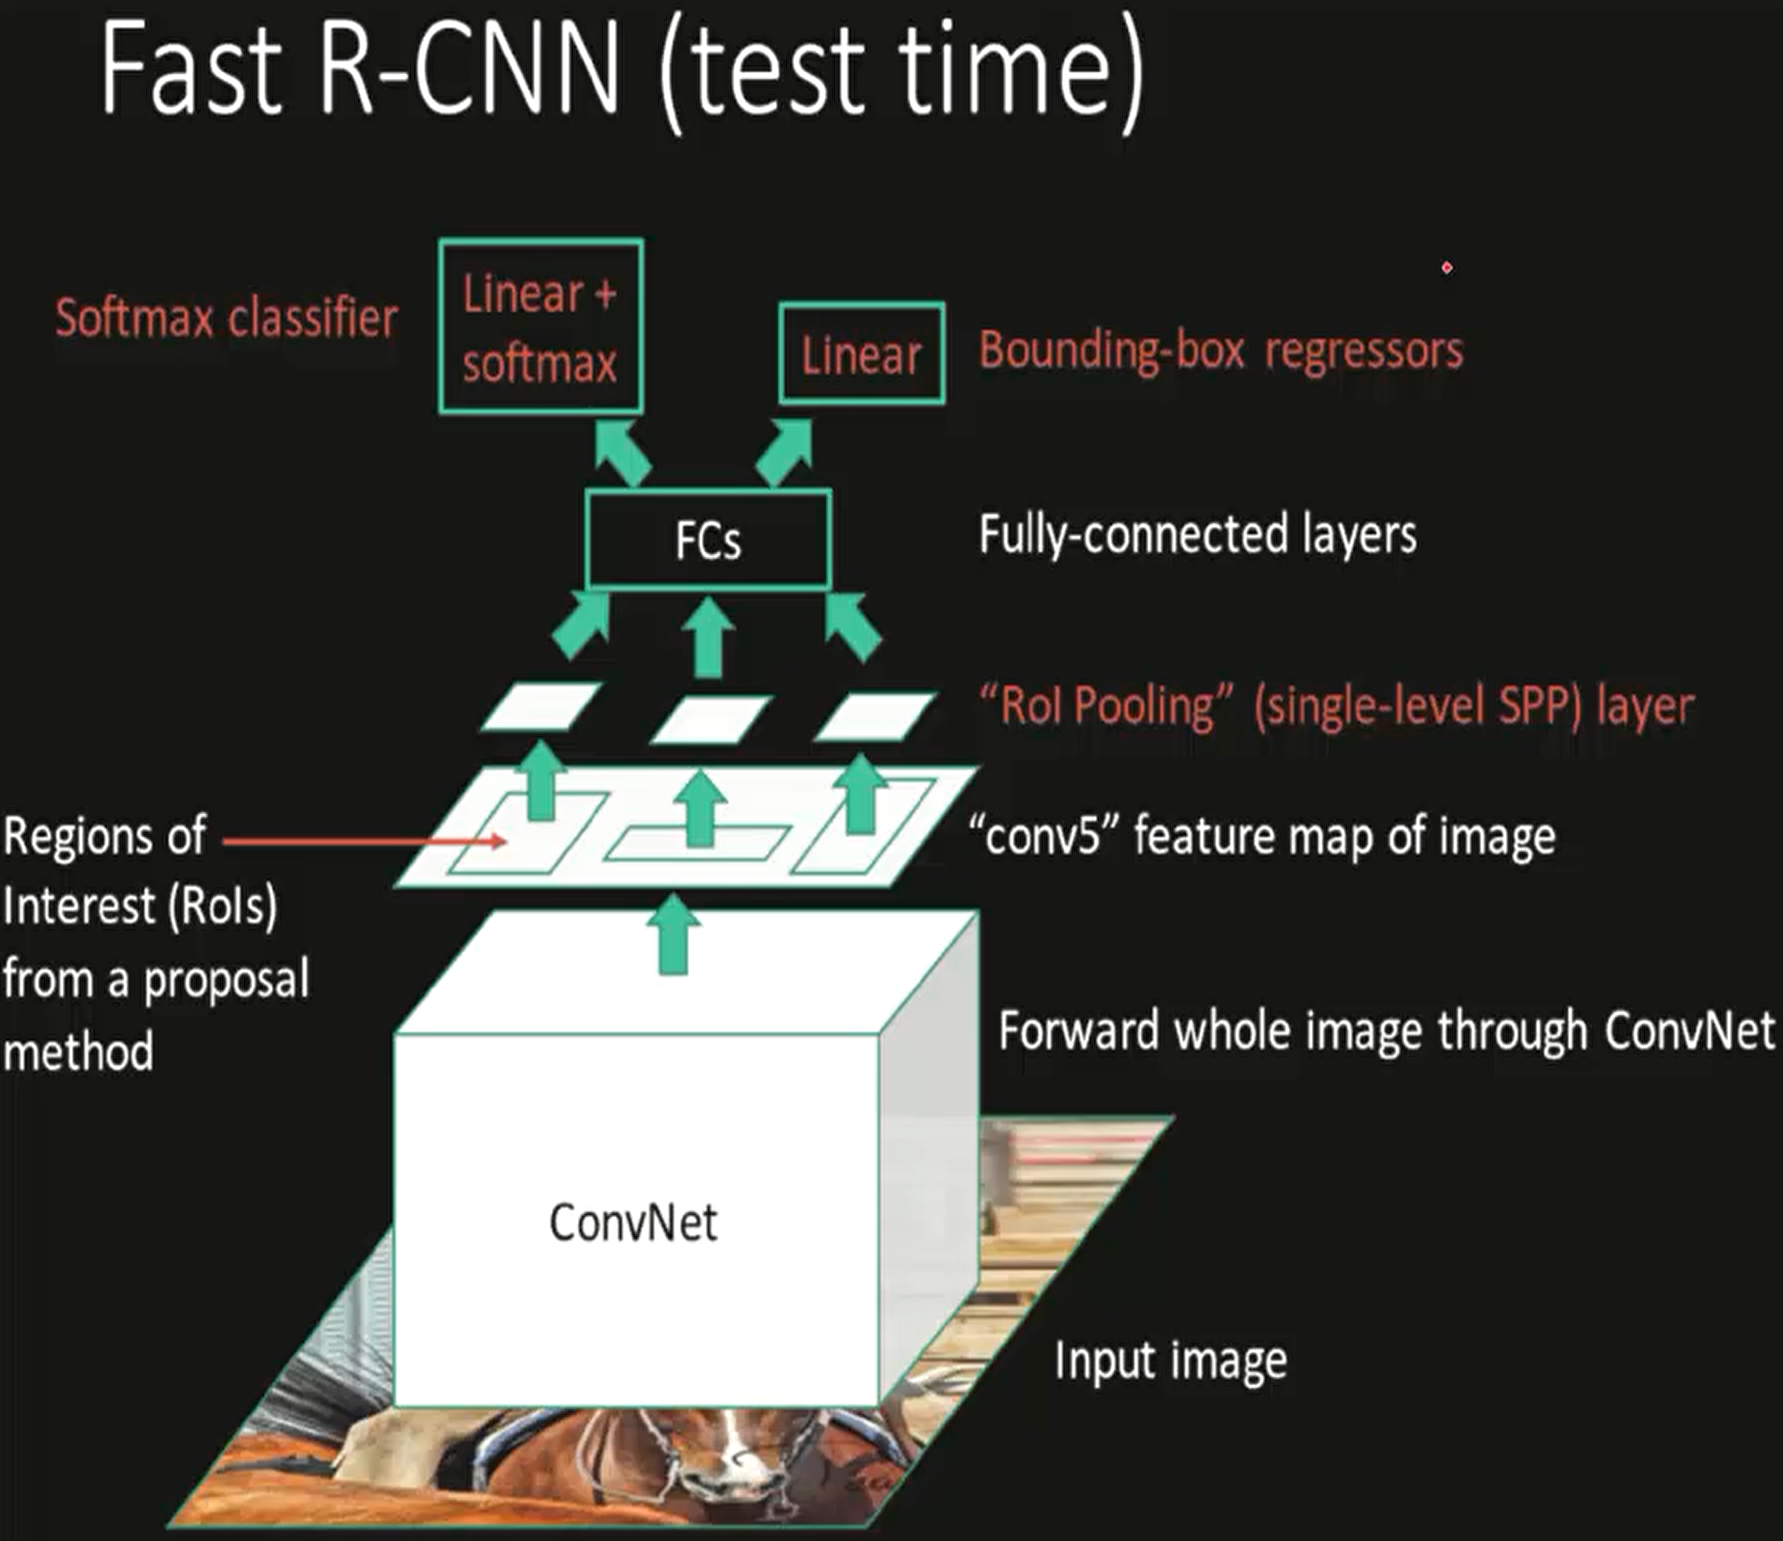 Fast R-CNN (test time)
Softmax classifier
Linear +
softmax
Linear
Bounding-box regressors
FCs
Fully-connected layers
“RoI Pooling” (single-level SPP) layer
Regions of
Interest (RoIs)
from a proposal
method
“conv5” feature map of image
Forward whole image through ConvNet
ConvNet
Input image